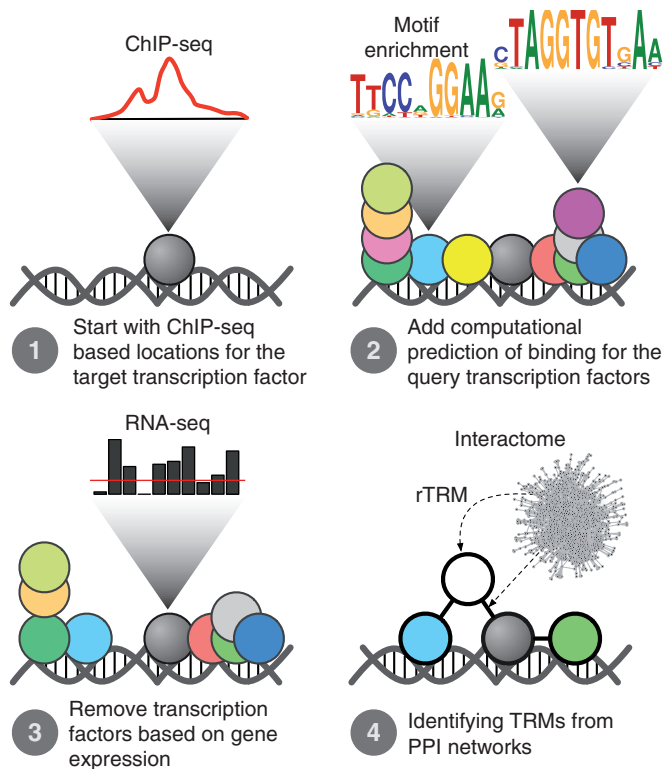 ChIP-seq
Motif
enrichment
TTCCAGGAAG
CTAGGTGTGAA
1
Start with ChIP-seq
based locations for the
target transcription factor
2
Add computational
prediction of binding for the
query transcription factors
RNA-seq
Interactome
rTRM
3
Remove transcription
factors based on gene
expression
4
Identifying TRMs from
PPI networks